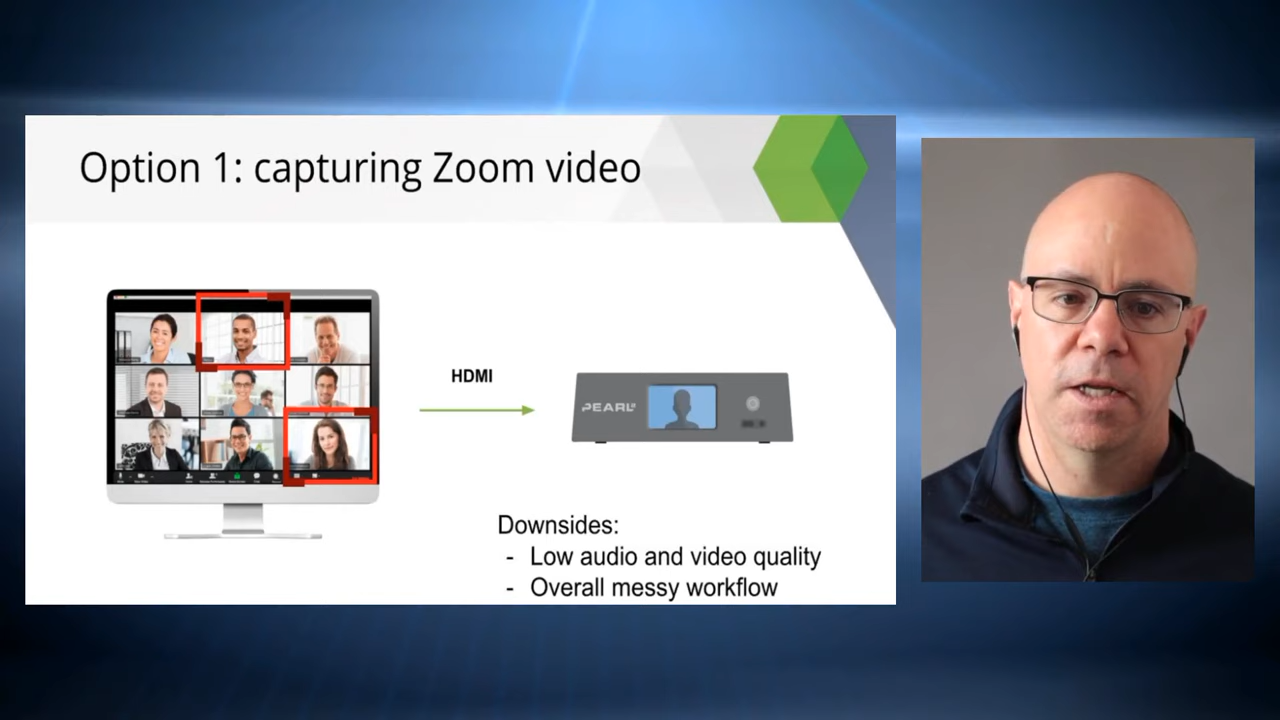 Option 1: capturing Zoom video
HDMI
PEARL
Downsides:
- Low audio and video quality
- Overall messy workflow